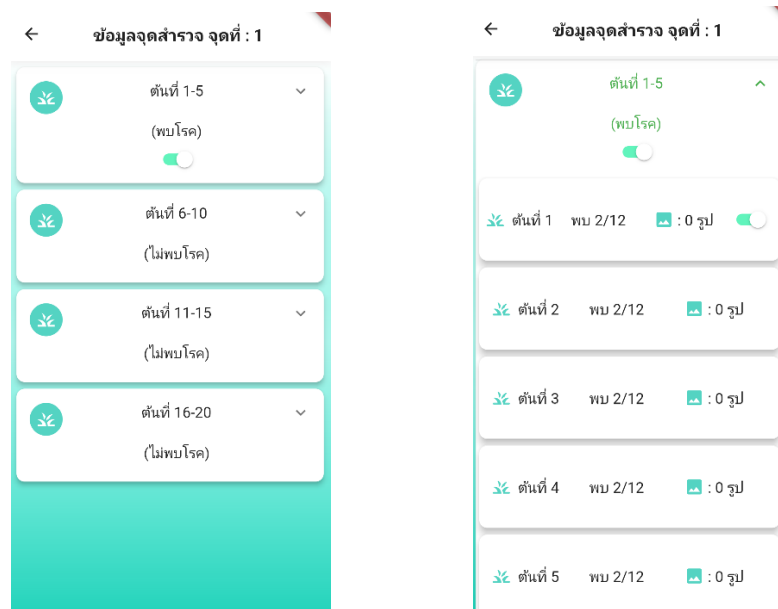 ข้อมูลจุดสำรวจ จุดที่ : 1
ต้นที่ 1-5
(พบโรค)
ต้นที่ 6-10
(ไม่พบโรค)
ต้นที่ 11-15
(ไม่พบโรค)
ต้นที่ 16-20
(ไม่พบโรค)
ข้อมูลจุดสำรวจ จุดที่ : 1
ต้นที่ 1-5
(พบโรค)
ต้นที่ 1 พบ 2/12 : 0 รูป
ต้นที่ 2 พบ 2/12 : 0 รูป
ต้นที่ 3 พบ 2/12 : 0 รูป
ต้นที่ 4 พบ 2/12 : 0 รูป
ต้นที่ 5 พบ 2/12 : 0 รูป